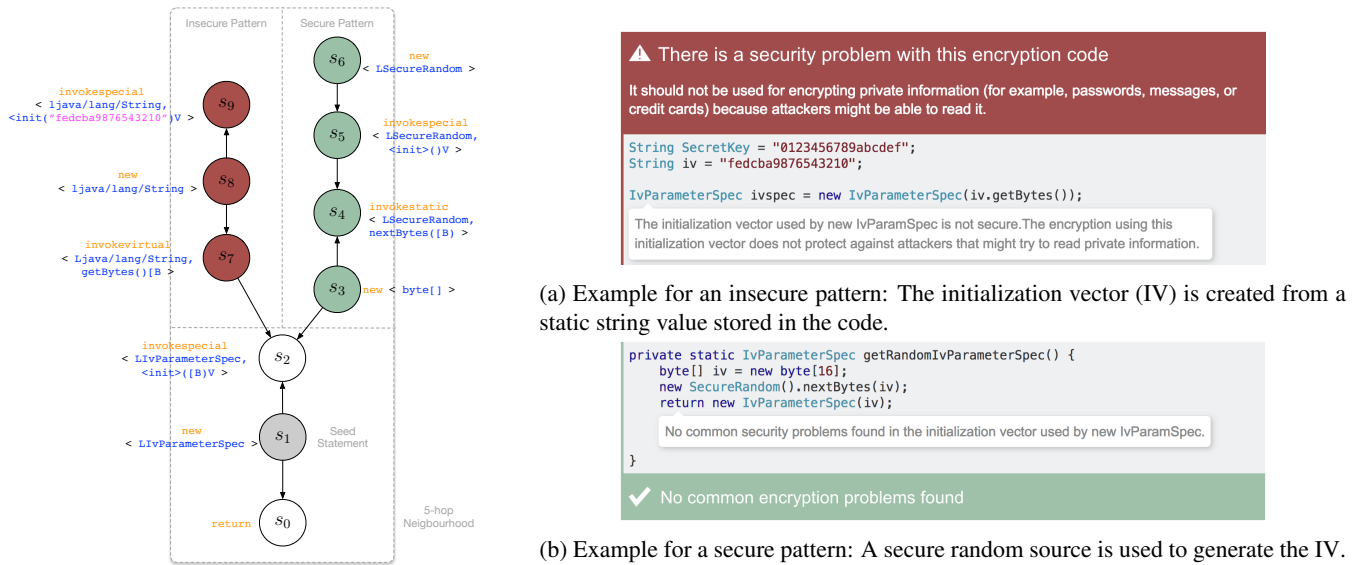 Insecure Pattern
Secure Pattern
s6
new
< LSecureRandom >
invokespecial
< ljava/lang/String,
<init("fedcba9876543210")V >
s9
s5
invokespecial
< LSecureRandom,
<init>()V >
new
< ljava/lang/String >
s8
s4
invokestatic
< LSecureRandom,
nextBytes([B) >
invokevirtual
< Ljava/lang/String,
getBytes()[B >
s7
s3
new < byte[] >
invokespecial
< LIvParameterSpec,
<init>([B)V >
s2
new
< LIvParameterSpec >
s1
Seed
Statement
return
s0
5-hop
Neighbourhood
There is a security problem with this encryption code
It should not be used for encrypting private information (for example, passwords, messages, or
credit cards) because attackers might be able to read it.
String SecretKey = "0123456789abcdef";
String iv = "fedcba9876543210";
IvParameterSpec ivspec = new IvParameterSpec(iv.getBytes());
The initialization vector used by new IvParamSpec is not secure.The encryption using this
initialization vector does not protect against attackers that might try to read private information.
(a) Example for an insecure pattern: The initialization vector (IV) is created from a
static string value stored in the code.
private static IvParameterSpec getRandomIvParameterSpec() {
byte[] iv = new byte[16];
new SecureRandom().nextBytes(iv);
return new IvParameterSpec(iv);
No common security problems found in the initialization vector used by new IvParamSpec.
}
No common encryption problems found
(b) Example for a secure pattern: A secure random source is used to generate the IV.